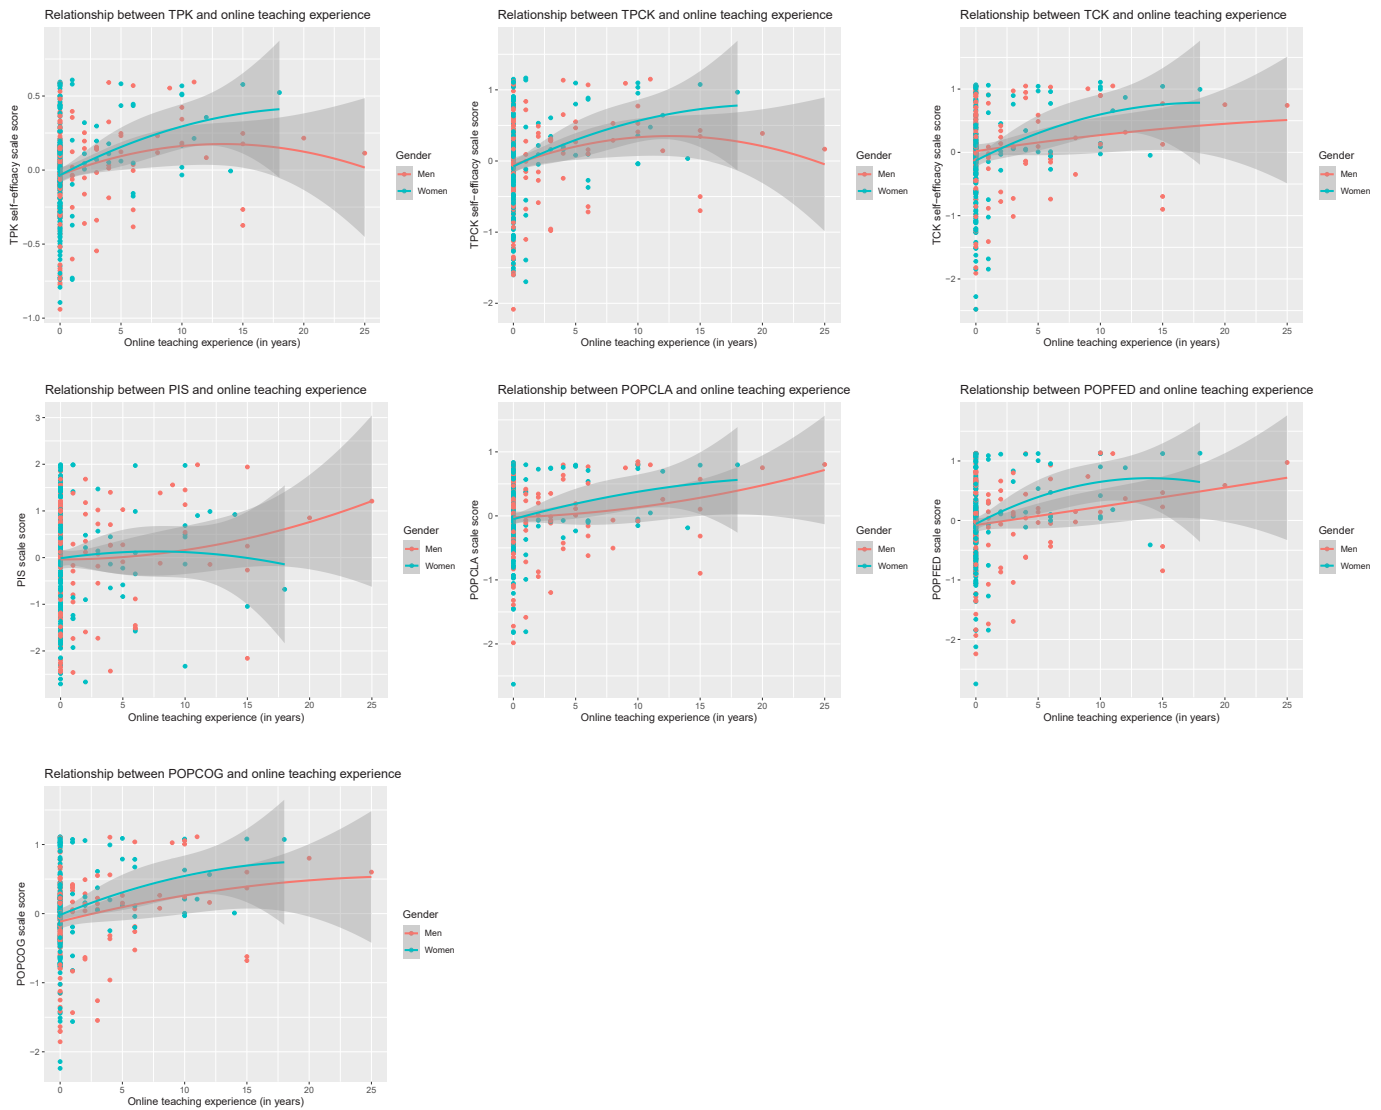 Relationship between TPK and online teaching experience
TPK self−efficacy scale score
0.5
0.0
−0.5
−1.0
0 5 10 15 20 25
Online teaching experience (in years)
Gender
Men
Women
Relationship between TPCK and online teaching experience
TPCK self−efficacy scale score
1
0
−1
−2
0 5 10 15 20 25
Online teaching experience (in years)
Gender
Men
Women
Relationship between TCK and online teaching experience
TCK self−efficacy scale score
1
0
−1
−2
0 5 10 15 20 25
Online teaching experience (in years)
Gender
Men
Women
Relationship between PIS and online teaching experience
PIS scale score
3
2
1
0
−1
−2
0 5 10 15 20 25
Online teaching experience (in years)
Gender
Men
Women
Relationship between POPCLA and online teaching experience
POPCLA scale score
1
0
−1
−2
0 5 10 15 20 25
Online teaching experience (in years)
Gender
Men
Women
Relationship between POPFED and online teaching experience
POPFED scale score
1
0
−1
−2
0 5 10 15 20 25
Online teaching experience (in years)
Gender
Men
Women
Relationship between POPCOG and online teaching experience
POPCOG scale score
1
0
−1
−2
0 5 10 15 20 25
Online teaching experience (in years)
Gender
Men
Women